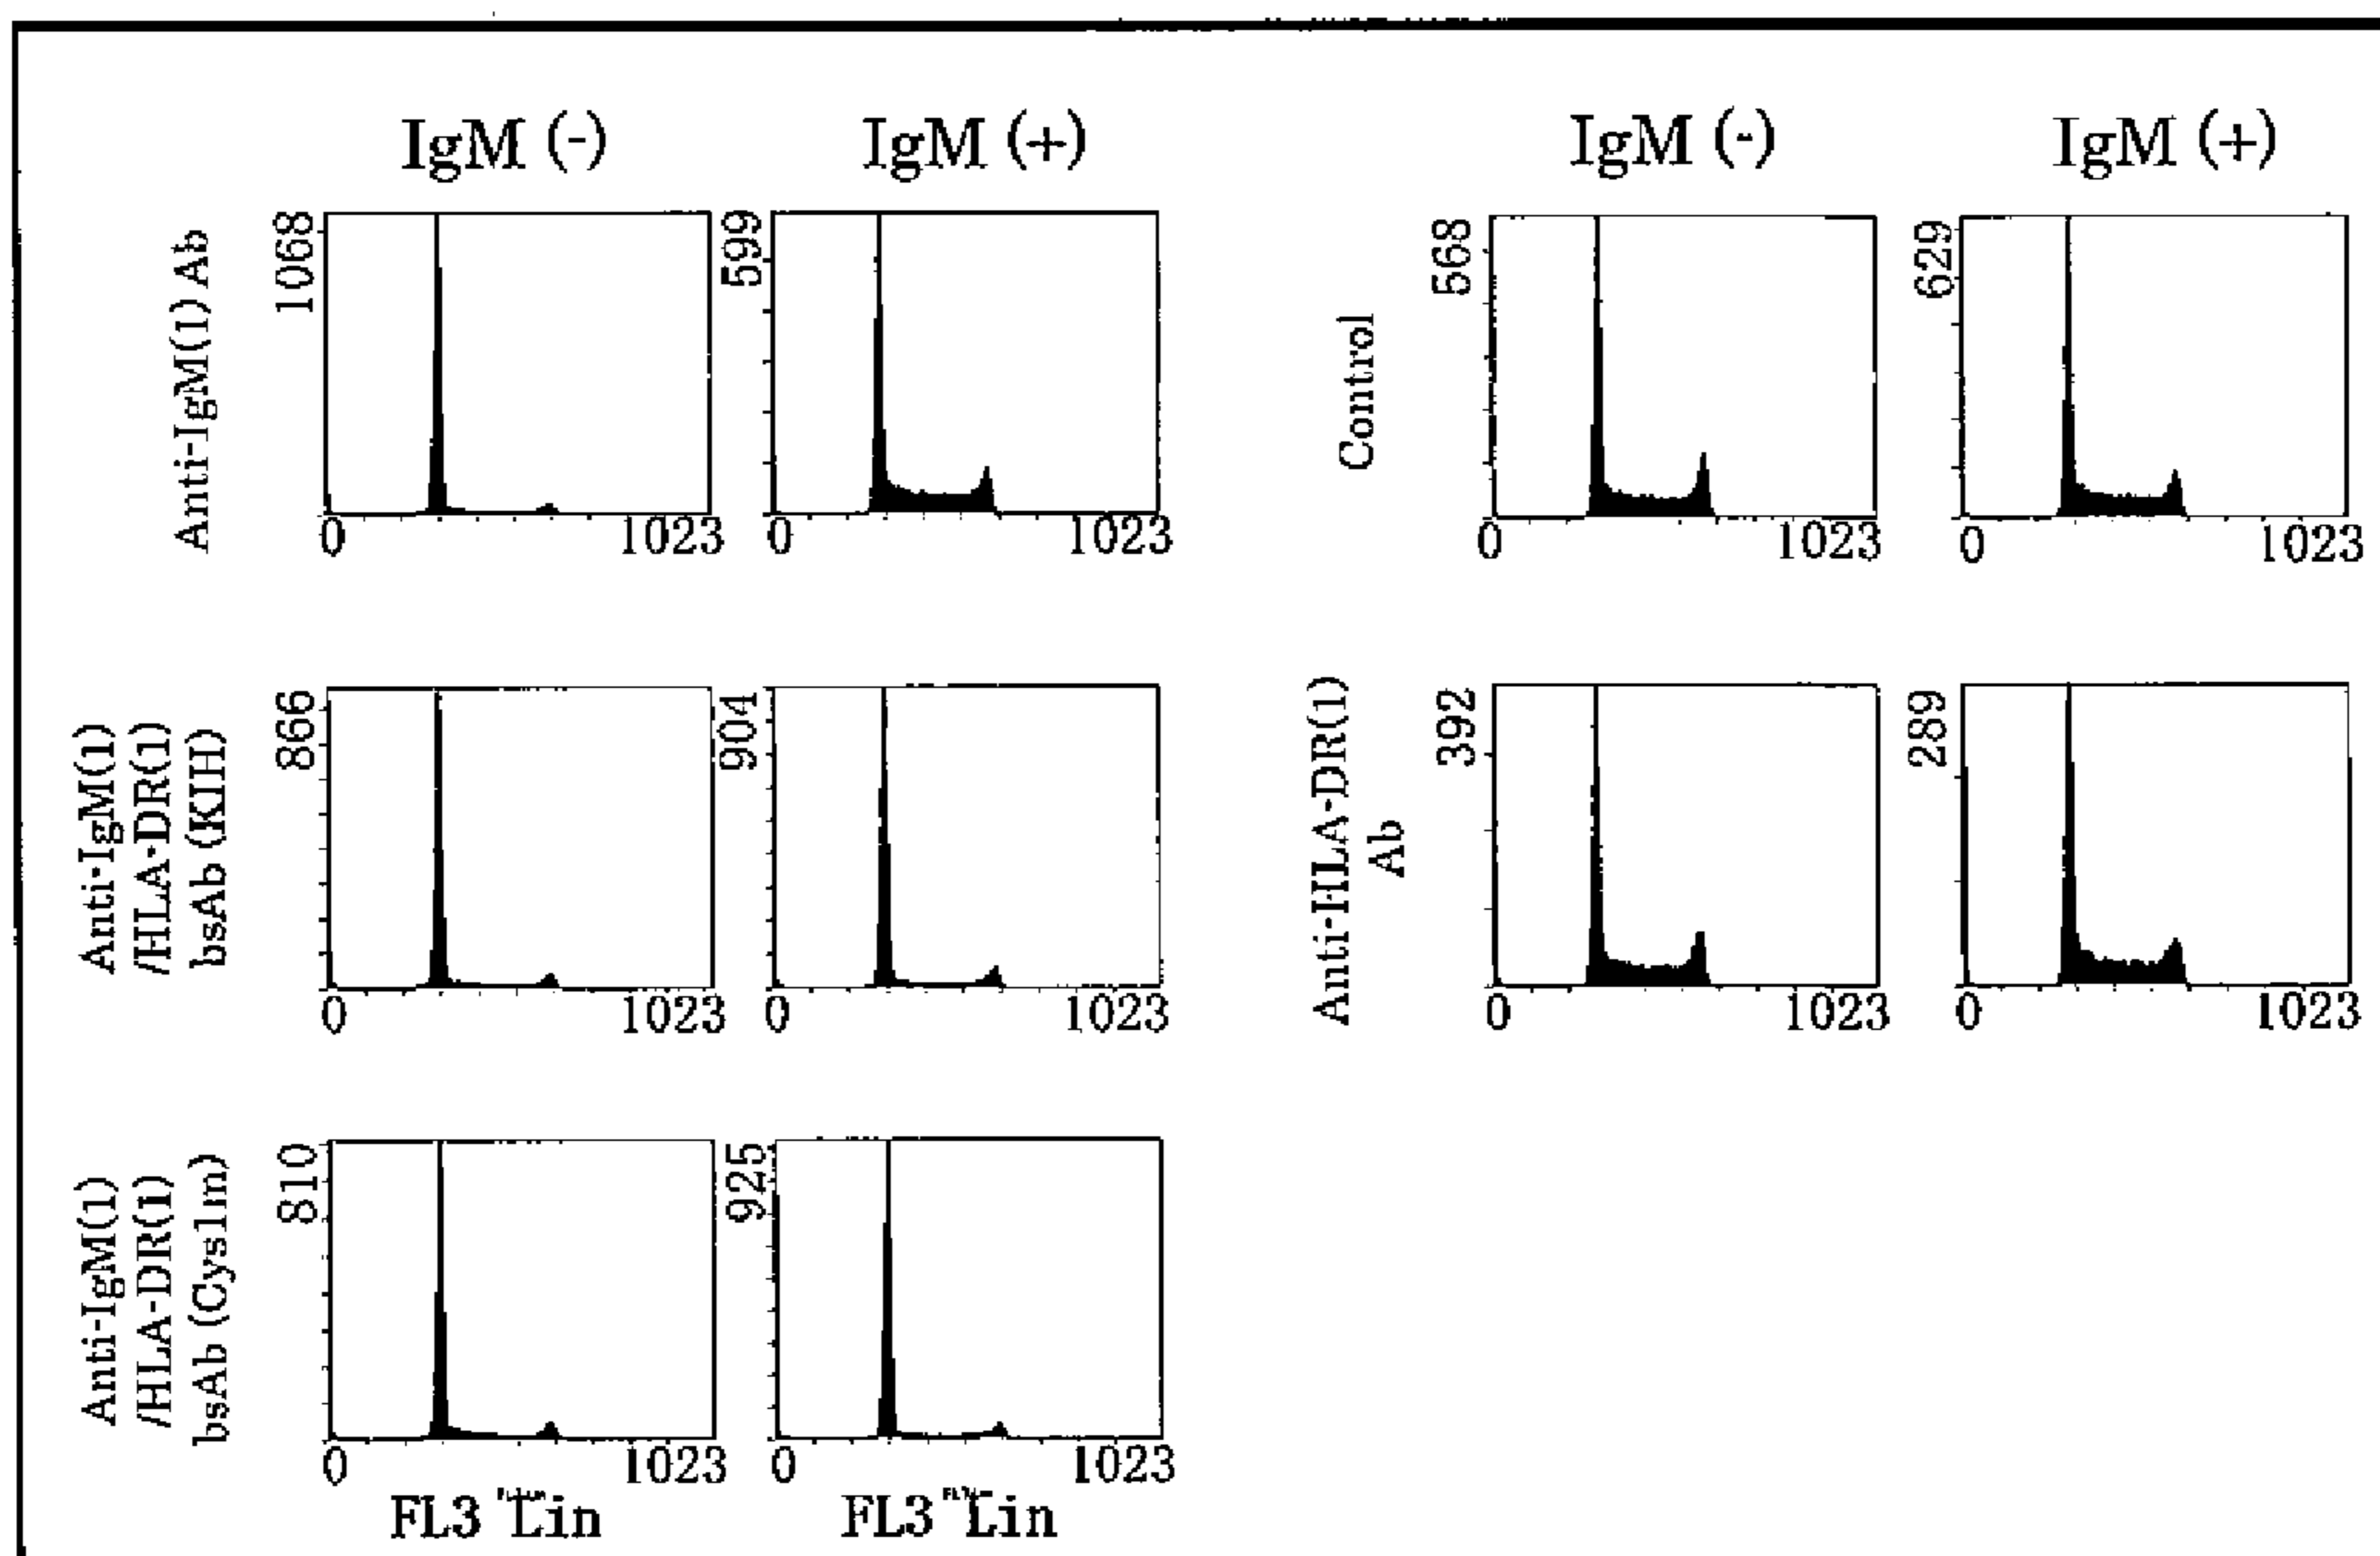 IgM (-)
IgM (+)
IgM (-)
IgM (+)
Anti-IgM(1) Ab
1068
0
1023
599
0
1023
Control
568
0
1023
629
0
1023
Anti-IgM(1)
/HLA-DR(1)
bsAb (KIH)
866
0
1023
904
0
1023
Anti-HLA-DR(1)
Ab
392
0
1023
289
0
1023
Anti-IgM(1)
/HLA-DR(1)
bsAb (Cys1m)
810
0
1023
925
0
1023
FL3 Lin
FL3 Lin